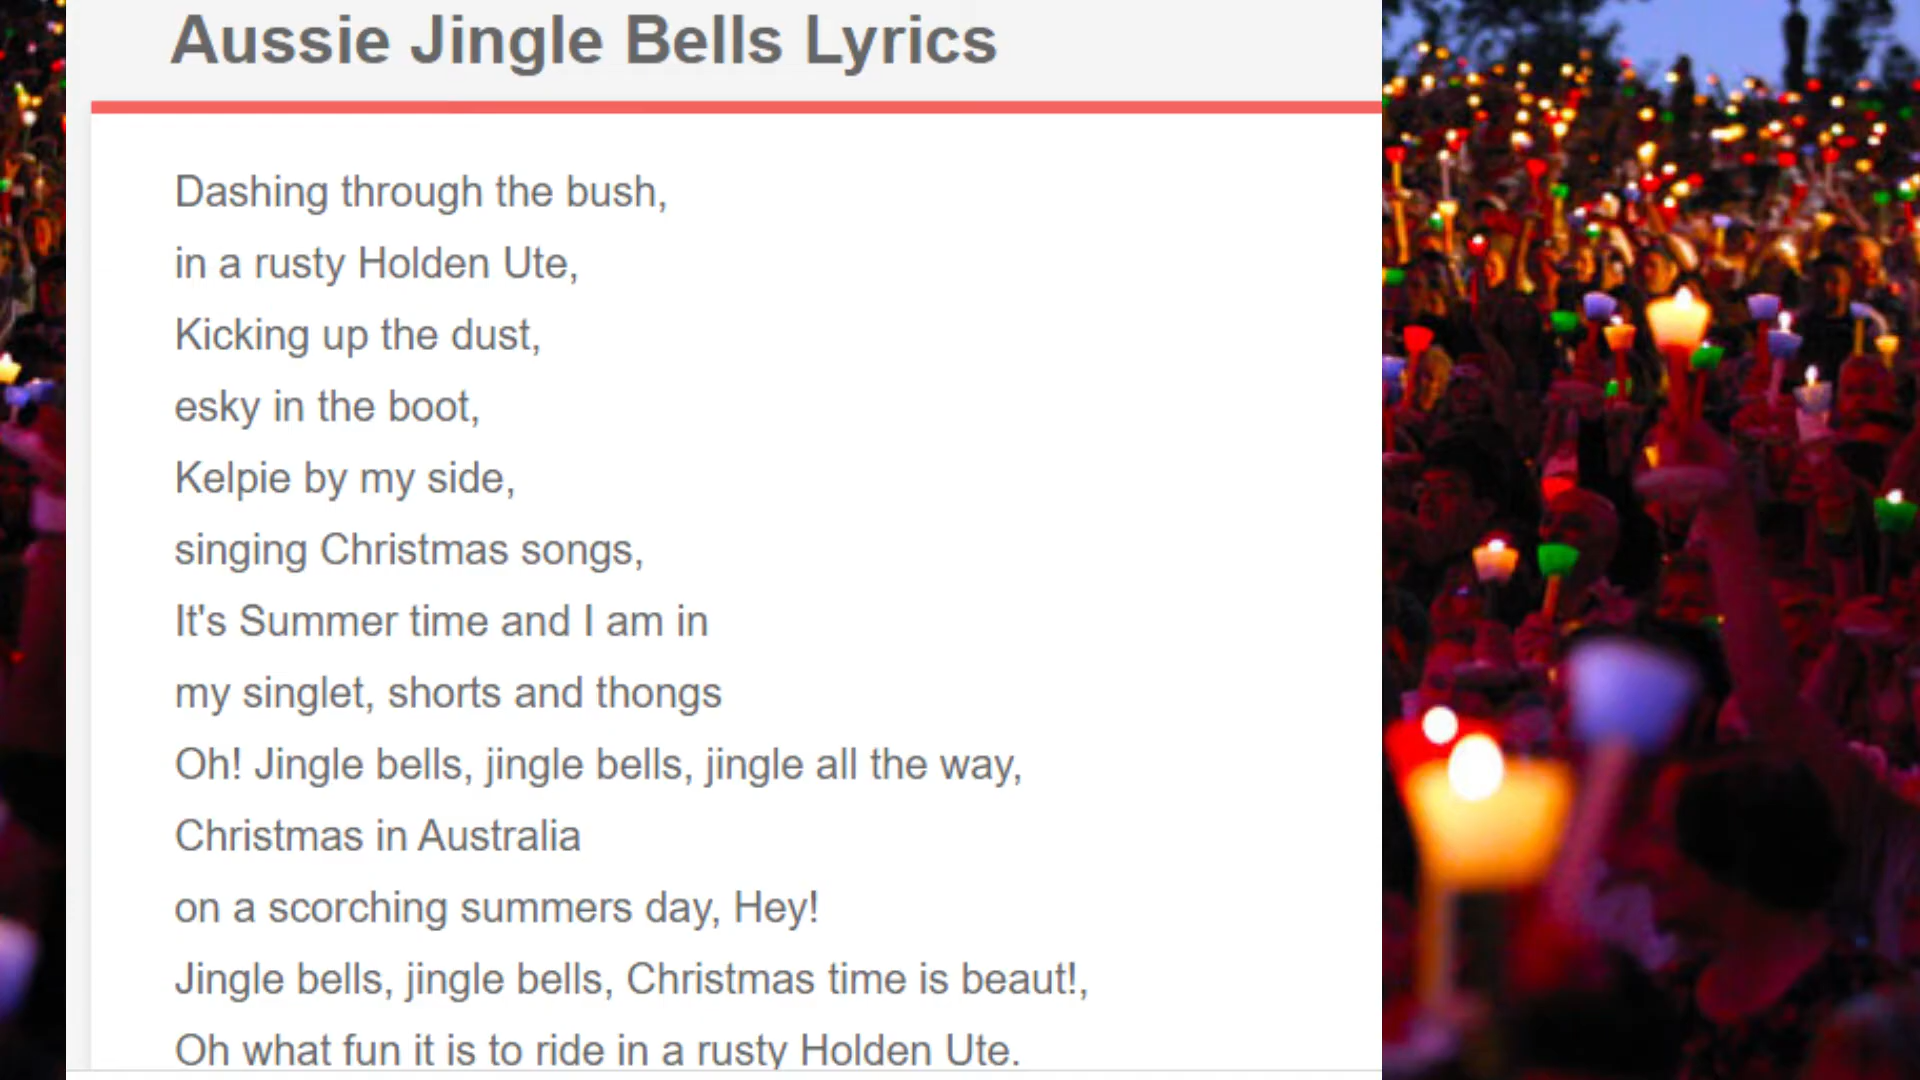 Aussie Jingle Bells Lyrics
Dashing through the bush,
in a rusty Holden Ute,
Kicking up the dust,
esky in the boot,
Kelpie by my side,
singing Christmas songs,
It's Summer time and I am in
my singlet, shorts and thongs
Oh! Jingle bells, jingle bells, jingle all the way,
Christmas in Australia
on a scorching summers day, Hey!
Jingle bells, jingle bells, Christmas time is beaut!,
Oh what fun it is to ride in a rusty Holden Ute.